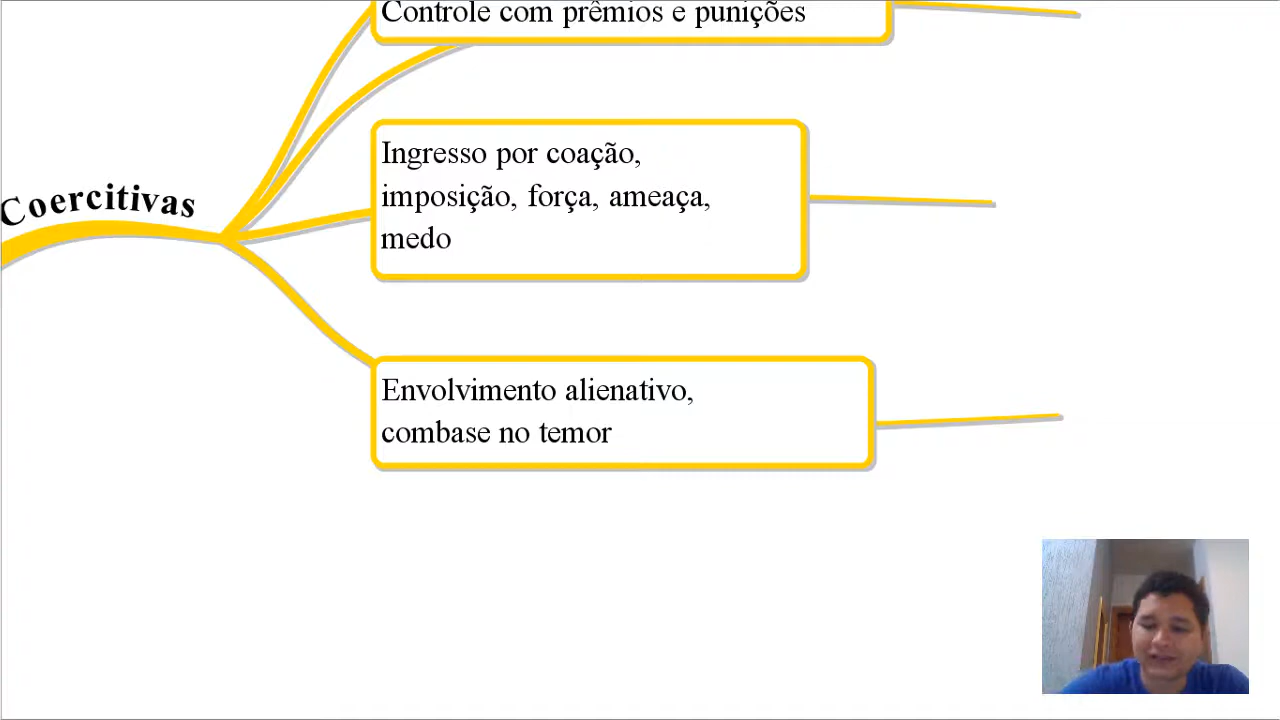 Controle com prêmios e punições
Ingresso por coação,
imposição, força, ameaça,
medo
Coercitivas
Envolvimento alienativo,
combase no temor